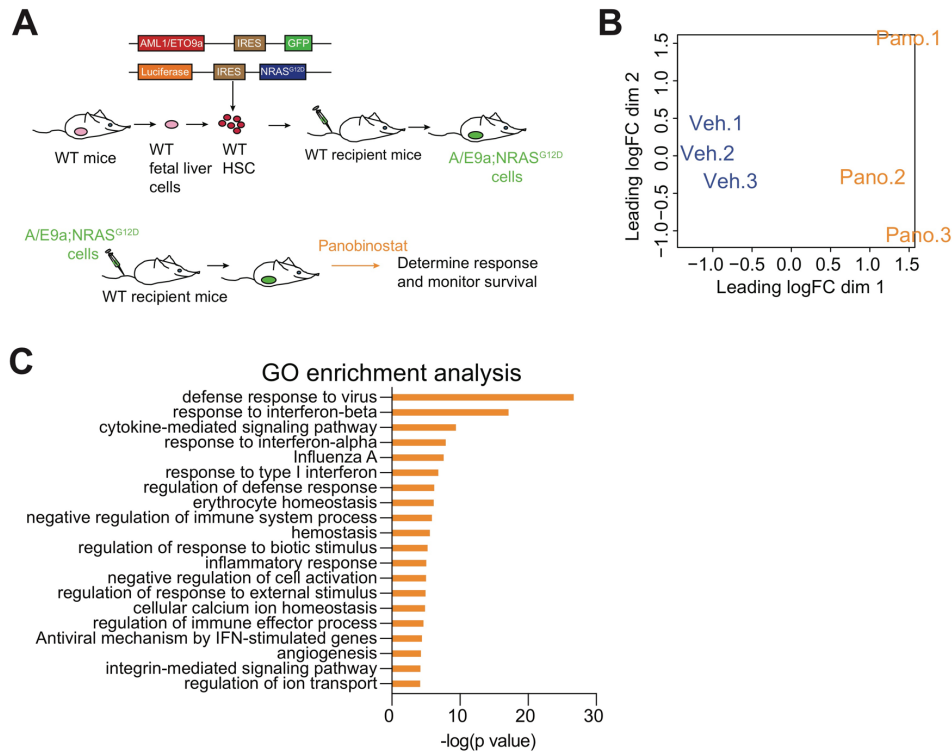 A
AML1/ETO9a IRES GFP
Luciferase IRES NRASG12D
WT mice
WT
fetal liver
cells
WT
HSC
WT recipient mice
A/E9a;NRASG12D
cells
A/E9a;NRASG12D
cells
WT recipient mice
Panobinostat
Determine response
and monitor survival
B
Leading logFC dim 2
1.5
1.0
0.5
0.0
−0.5
−1.0
Pano.1
Veh.1
Veh.2
Veh.3
Pano.2
Pano.3
−1.0 −0.5 0.0 0.5 1.0 1.5
Leading logFC dim 1
C
GO enrichment analysis
defense response to virus
response to interferon-beta
cytokine-mediated signaling pathway
response to interferon-alpha
Influenza A
response to type I interferon
regulation of defense response
erythrocyte homeostasis
negative regulation of immune system process
hemostasis
regulation of response to biotic stimulus
inflammatory response
negative regulation of cell activation
regulation of response to external stimulus
cellular calcium ion homeostasis
regulation of immune effector process
Antiviral mechanism by IFN-stimulated genes
angiogenesis
integrin-mediated signaling pathway
regulation of ion transport
0 10 20 30
-log(p value)